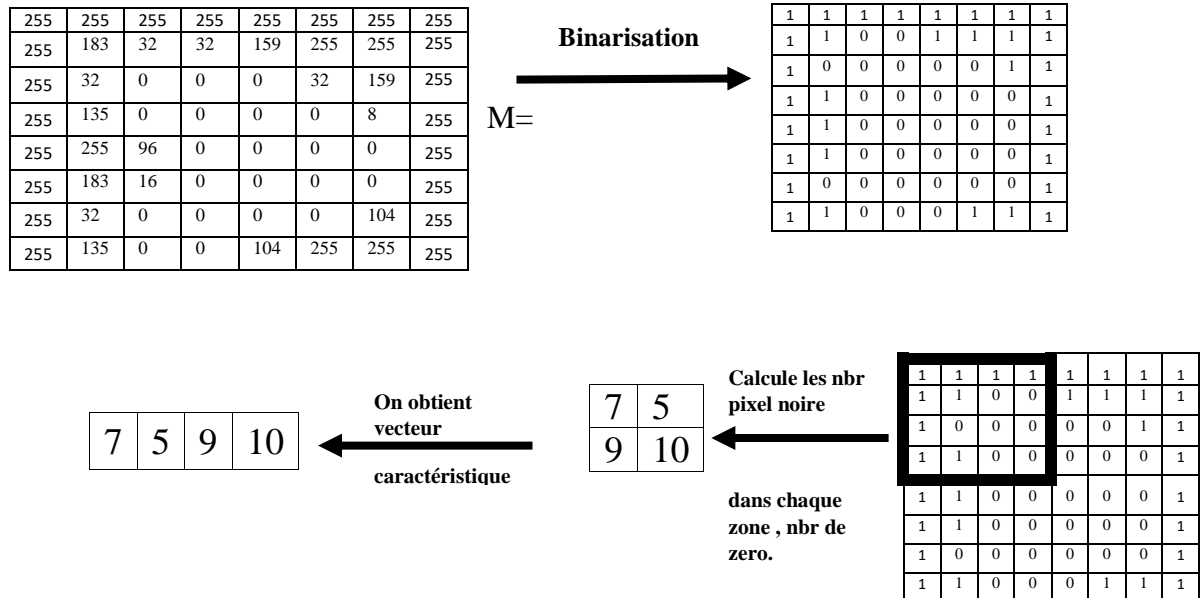 255 255 255 255 255 255 255 255
255 183 32 32 159 255 255 255
255 32 0 0 0 32 159 255
255 135 0 0 0 0 8 255
255 255 96 0 0 0 0 255
255 183 16 0 0 0 0 255
255 32 0 0 0 0 104 255
255 135 0 0 104 255 255 255
Binarisation
M=
1 1 1 1 1 1 1 1
1 1 0 0 1 1 1 1
1 0 0 0 0 0 1 1
1 1 0 0 0 0 0 1
1 1 0 0 0 0 0 1
1 1 0 0 0 0 0 1
1 0 0 0 0 0 0 1
1 1 0 0 0 1 1 1
7 5 9 10
On obtient
vecteur
caractéristique
7 5
9 10
Calcule les nbr
pixel noire
dans chaque
zone , nbr de
zero.
1 1 1 1 1 1 1 1
1 1 0 0 1 1 1 1
1 0 0 0 0 0 1 1
1 1 0 0 0 0 0 1
1 1 0 0 0 0 0 1
1 1 0 0 0 0 0 1
1 0 0 0 0 0 0 1
1 1 0 0 0 1 1 1